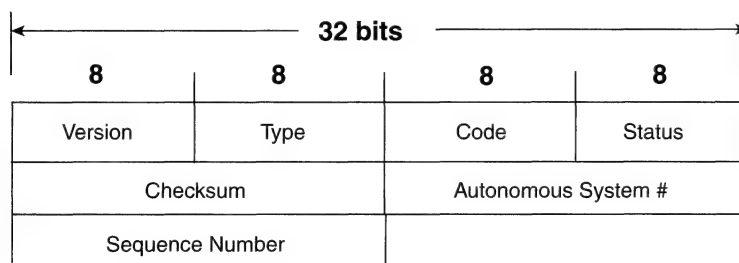 32 bits
8 8 8 8
Version Type Code Status
Checksum Autonomous System #
Sequence Number